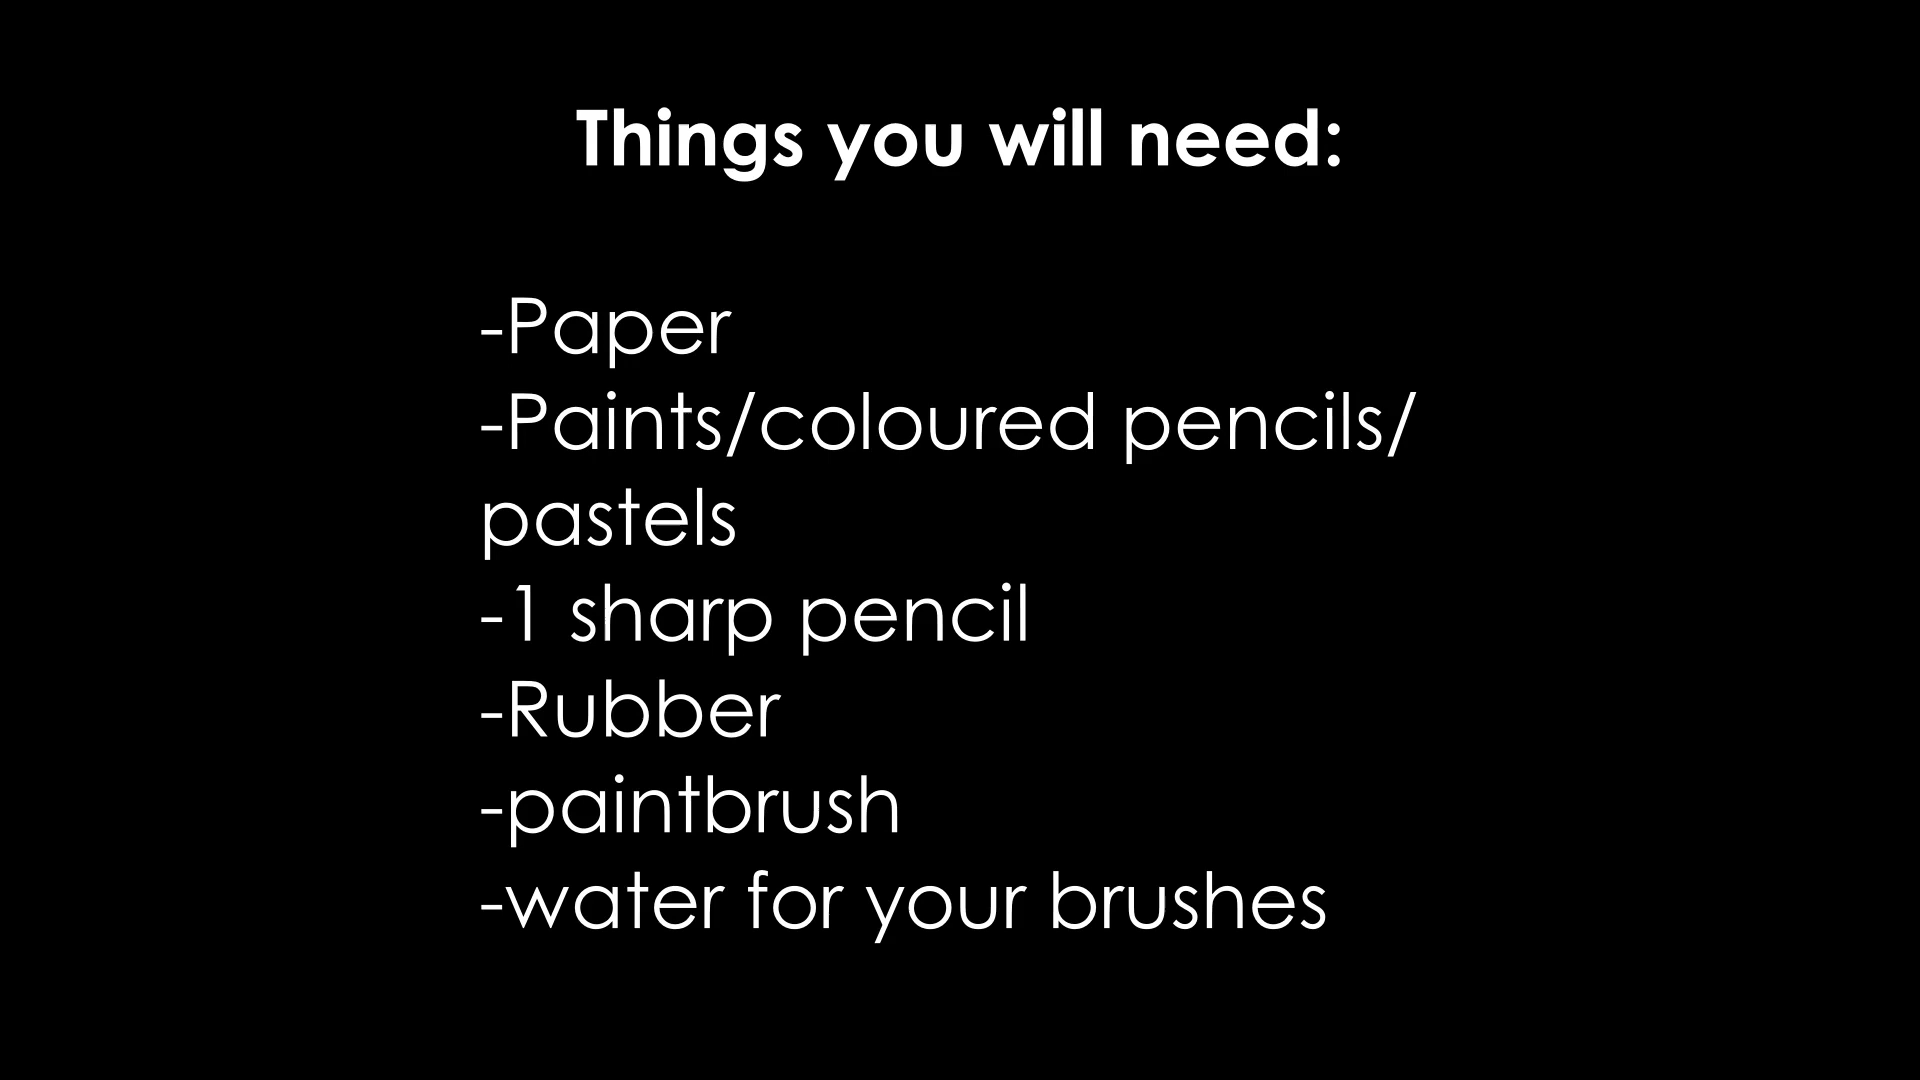 Things you will need:
-Paper
-Paints/coloured pencils/
pastels
-1 sharp pencil
-Rubber
-paintbrush
-water for your brushes